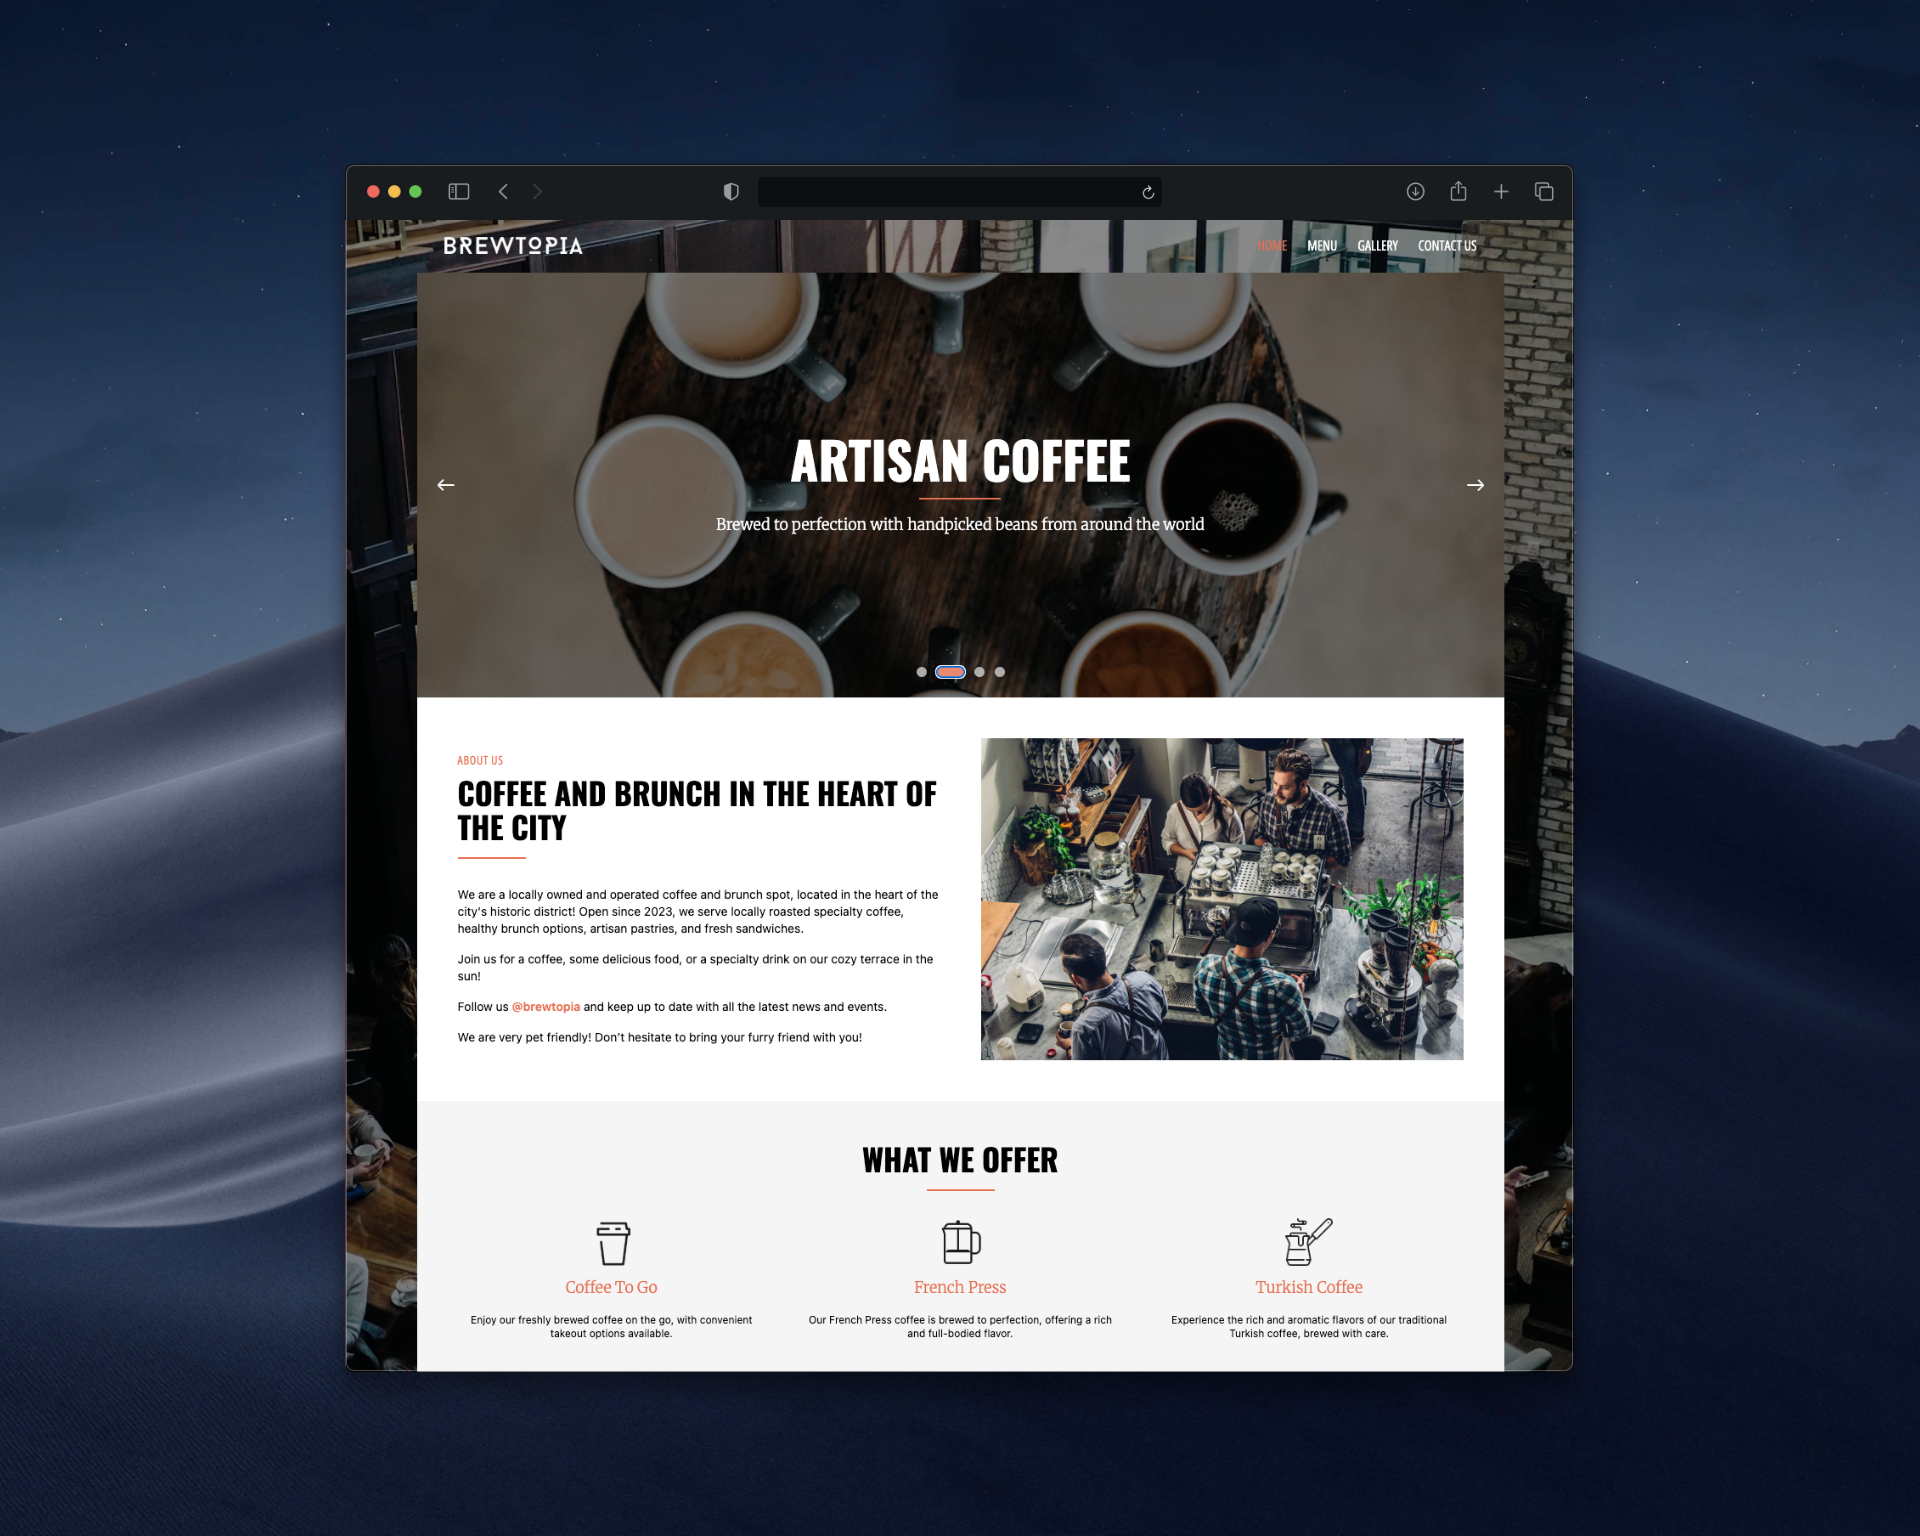 BREWTOPIA
HOME MENU GALLERY CONTACT US
ARTISAN COFFEE
Brewed to perfection with handpicked beans from around the world
ABOUT US
COFFEE AND BRUNCH IN THE HEART OF
THE CITY
We are a locally owned and operated coffee and brunch spot, located in the heart of the
city's historic district! Open since 2023, we serve locally roasted specialty coffee,
healthy brunch options, artisan pastries, and fresh sandwiches.
Join us for a coffee, some delicious food, or a specialty drink on our cozy terrace in the
sun!
Follow us @brewtopia and keep up to date with all the latest news and events.
We are very pet friendly! Don't hesitate to bring your furry friend with you!
WHAT WE OFFER
Coffee To Go
Enjoy our freshly brewed coffee on the go, with convenient
takeout options available.
French Press
Our French Press coffee is brewed to perfection, offering a rich
and full-bodied flavor.
Turkish Coffee
Experience the rich and aromatic flavors of our traditional
Turkish coffee, brewed with care.